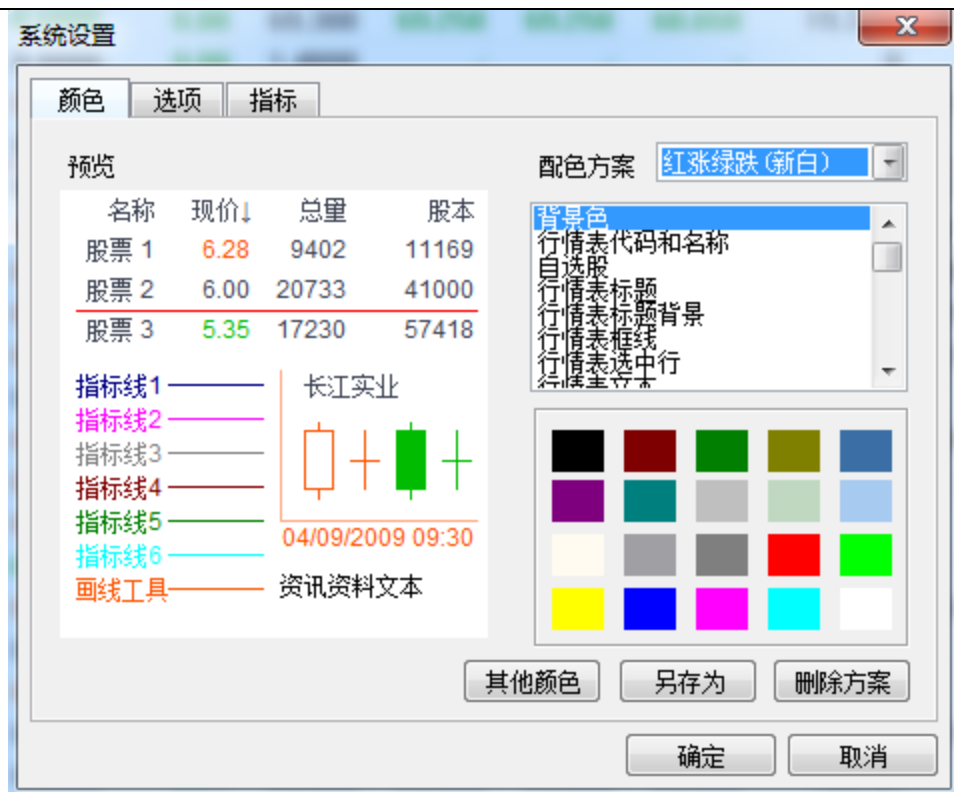 系统设置
颜色 选项 指标
预览
配色方案 红涨绿跌(新白)
名称 现价↓ 总量 股本
股票 1 6.28 9402 11169
股票 2 6.00 20733 41000
股票 3 5.35 17230 57418
指标线1
指标线2
指标线3
指标线4
指标线5
指标线6
画线工具
长江实业
04/09/2009 09:30
资讯资料文本
背景色
行情表代码和名称
自选股
行情表标题
行情表标题背景
行情表框线
行情表选中行
行情表文本
其他颜色 另存为 删除方案
确定 取消